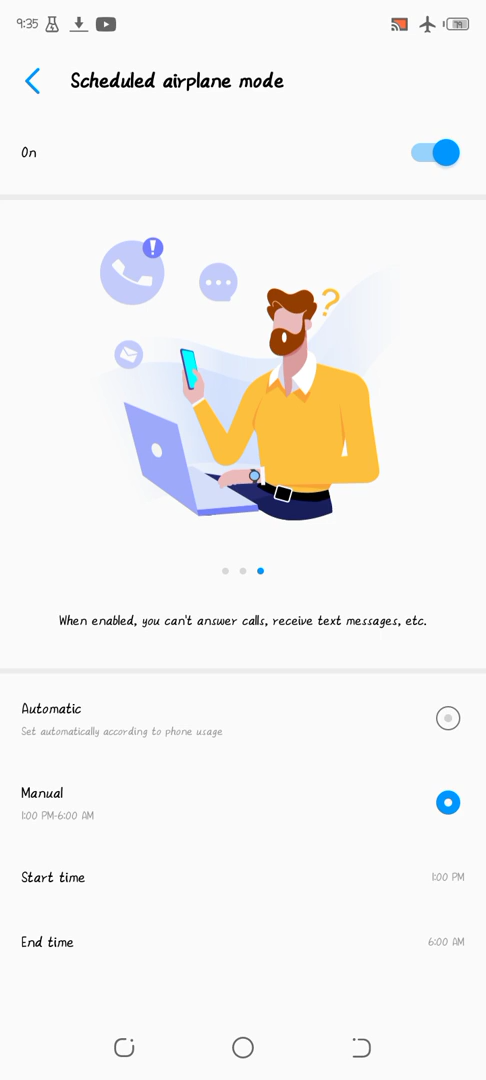 9:35
79
Scheduled airplane mode
On
When enabled, you can't answer calls, receive text messages, etc.
Automatic
Set automatically according to phone usage
Manual
1:00 PM-6:00 AM
Start time
1:00 PM
End time
6:00 AM